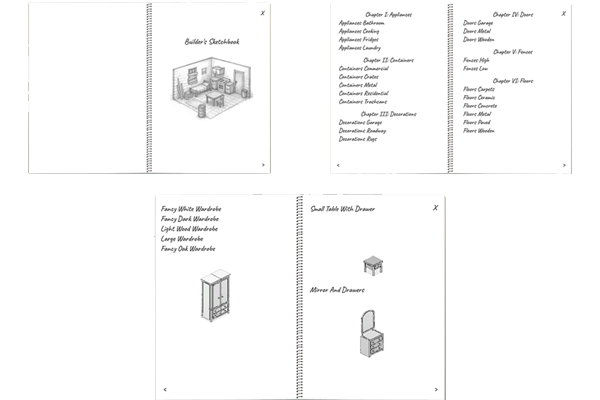 X
Builder's Sketchbook
>
X
Chapter I: Appliances
Appliances Bathroom
Appliances Cooking
Appliances Fridges
Appliances Laundry
Chapter II: Containers
Containers Commercial
Containers Crates
Containers Metal
Containers Residential
Containers Trashcans
Chapter III: Decorations
Decorations Garage
Decorations Roadway
Decorations Rugs
<
Chapter IV: Doors
Doors Garage
Doors Metal
Doors Wooden
Chapter V: Fences
Fences High
Fences Low
Chapter VI: Floors
Floors Carpets
Floors Ceramic
Floors Concrete
Floors Metal
Floors Paved
Floors Wooden
>
Fancy White Wardrobe
Fancy Dark Wardrobe
Light Wood Wardrobe
Large Wardrobe
Fancy Oak Wardrobe
<
Small Table With Drawer
X
Mirror And Drawers
>